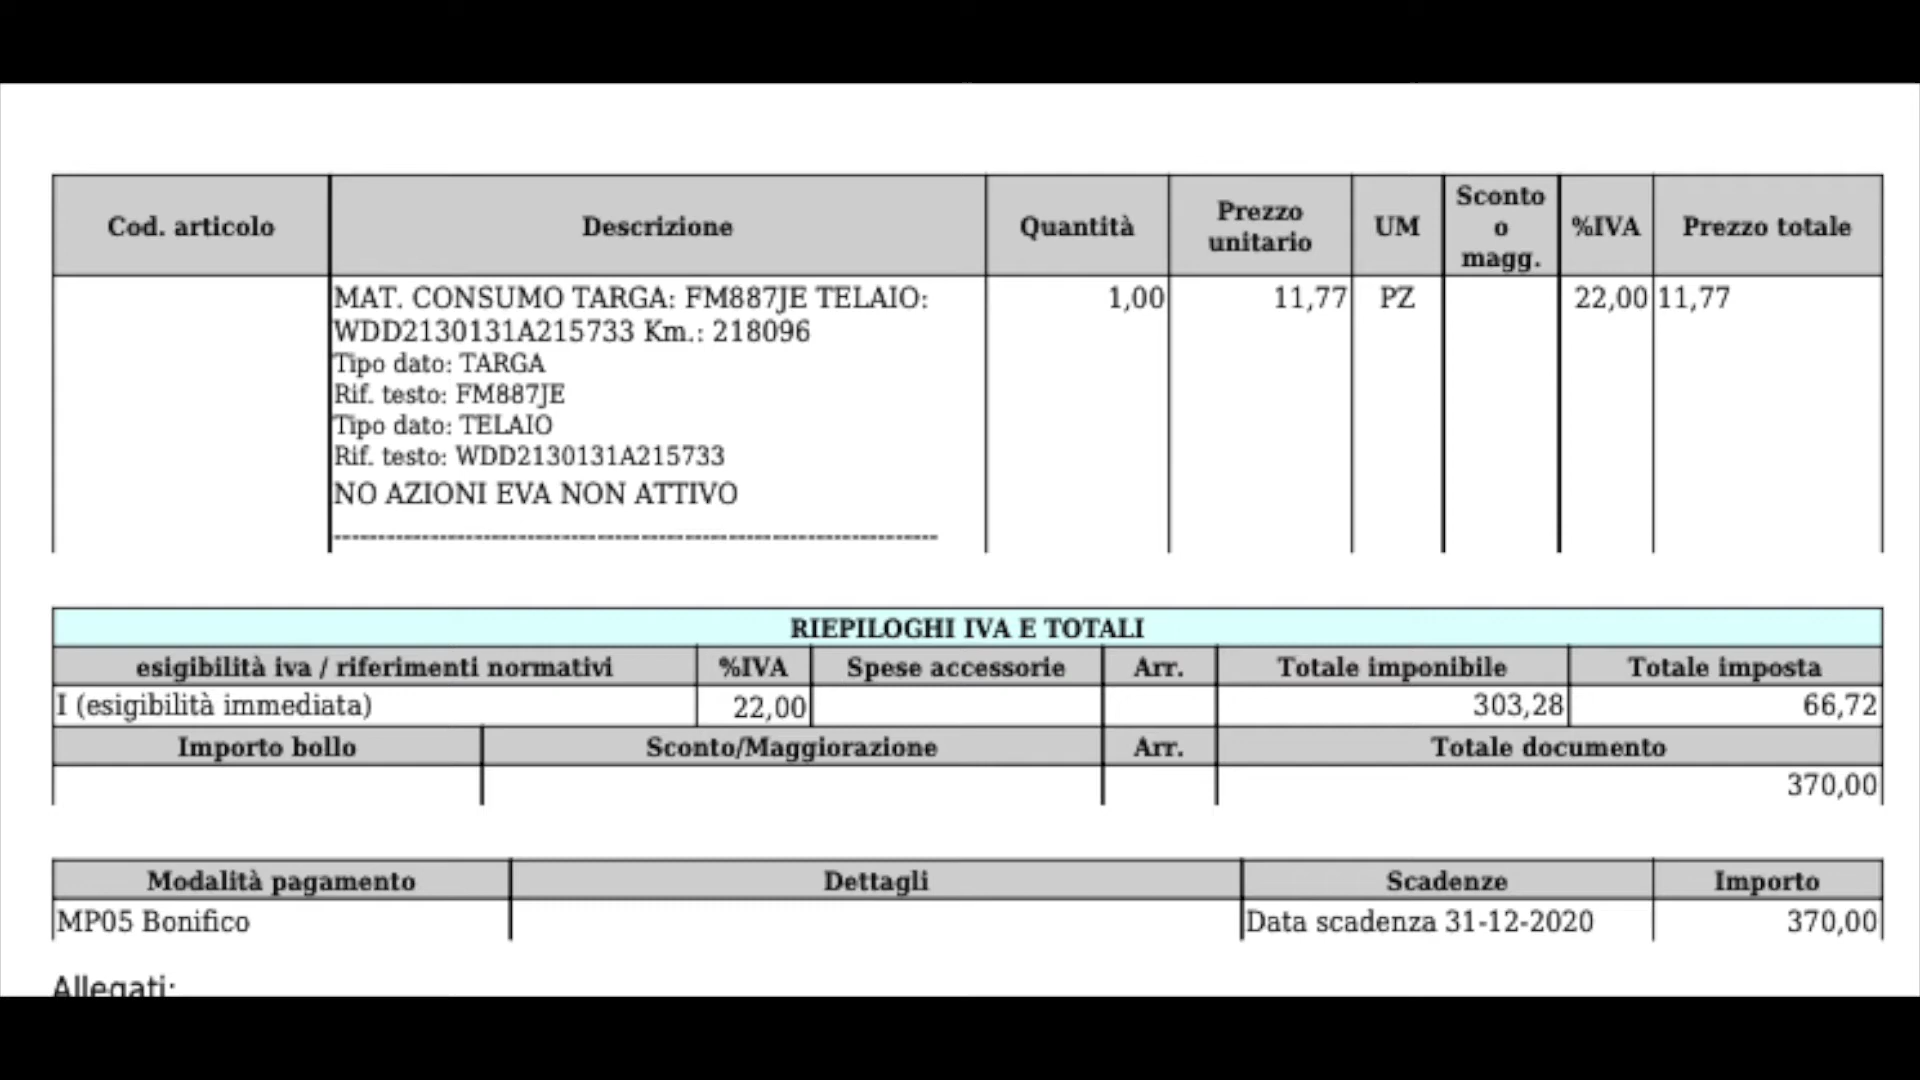 Cod. articolo Descrizione Quantità Prezzo unitario UM Sconto o magg. %IVA Prezzo totale
MAT. CONSUMO TARGA: FM887JE TELAIO: 1,00 11,77 PZ 22,00 11,77
WDD2130131A215733 Km.: 218096
Tipo dato: TARGA
Rif. testo: FM887JE
Tipo dato: TELAIO
Rif. testo: WDD2130131A215733
NO AZIONI EVA NON ATTIVO
--------------------------------------------------------------------
RIEPILOGHI IVA E TOTALI
esigibilità iva / riferimenti normativi %IVA Spese accessorie Arr. Totale imponibile Totale imposta
I (esigibilità immediata) 22,00 303,28 66,72
Importo bollo Sconto/Maggiorazione Arr. Totale documento
370,00
Modalità pagamento Dettagli Scadenze Importo
MP05 Bonifico Data scadenza 31-12-2020 370,00
Allegati: